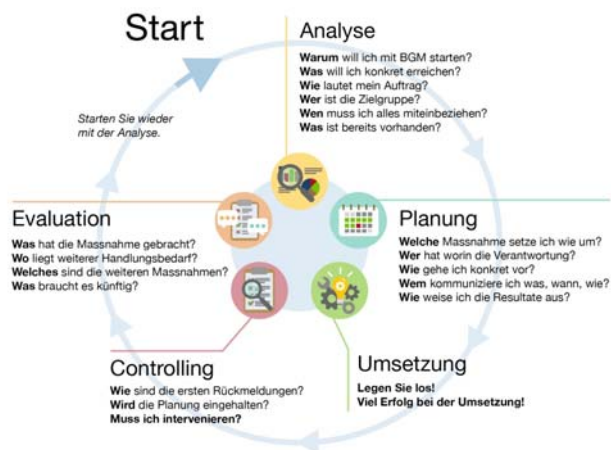 Start
Starten Sie wieder
mit der Analyse.
Analyse
Warum will ich mit BGM starten?
Was will ich konkret erreichen?
Wie lautet mein Auftrag?
Wer ist die Zielgruppe?
Wen muss ich alles miteinbeziehen?
Was ist bereits vorhanden?
Planung
Welche Massnahme setze ich wie um?
Wer hat worin die Verantwortung?
Wie gehe ich konkret vor?
Wem kommuniziere ich was, wann, wie?
Wie weise ich die Resultate aus?
Umsetzung
Legen Sie los!
Viel Erfolg bei der Umsetzung!
Controlling
Wie sind die ersten Rückmeldungen?
Wird die Planung eingehalten?
Muss ich intervenieren?
Evaluation
Was hat die Massnahme gebracht?
Wo liegt weiterer Handlungsbedarf?
Welches sind die weiteren Massnahmen?
Was braucht es künftig?